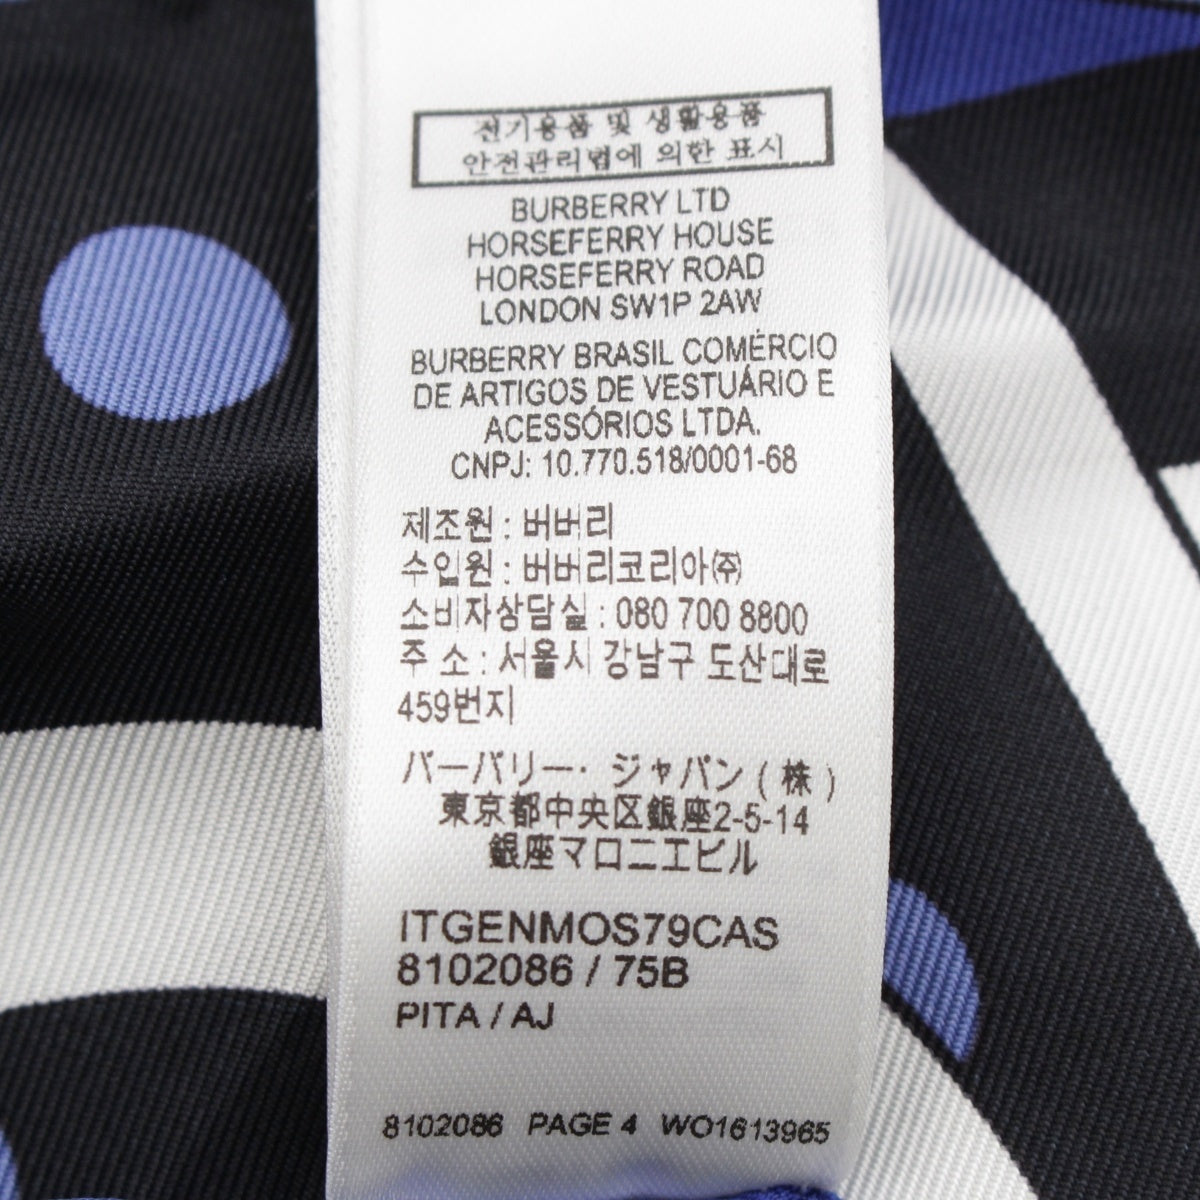 전기용품 및 생활용품
안전관리법에 의한 표시
BURBERRY LTD
HORSEFERRY HOUSE
HORSEFERRY ROAD
LONDON SW1P 2AW
BURBERRY BRASIL COMÉRCIO
DE ARTIGOS DE VESTUÁRIO E
ACESSÓRIOS LTDA.
CNPJ: 10.770.518/0001-68
제조원 : 버버리
수입원 : 버버리코리아㈜
소비자상담실 : 080 700 8800
주 소 : 서울시 강남구 도산대로
459번지
バーバリー・ジャパン(株)
東京都中央区銀座2-5-14
銀座マロニエビル
ITGENMOS79CAS
8102086 / 75B
PITA / AJ
8102086 PAGE 4 WO1613965